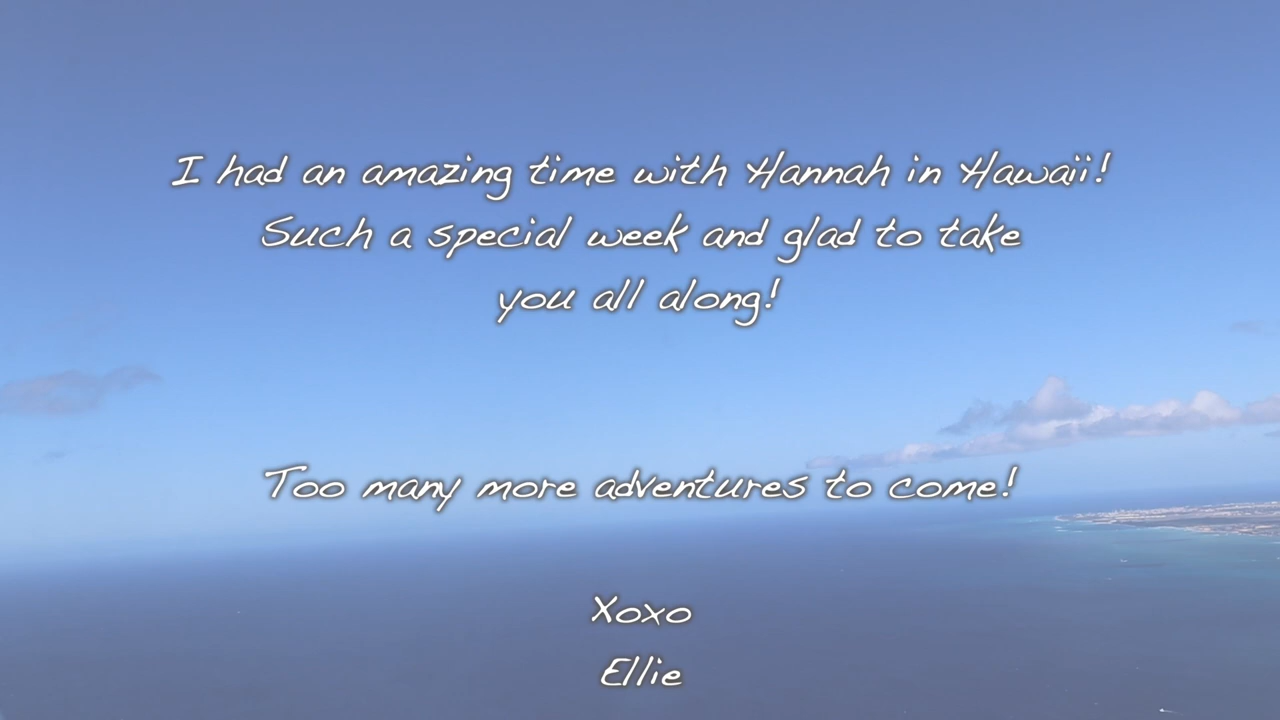 I had an amazing time with Hannah in Hawaii!
Such a special week and glad to take
you all along!
Too many more adventures to come!
Xoxo
Ellie